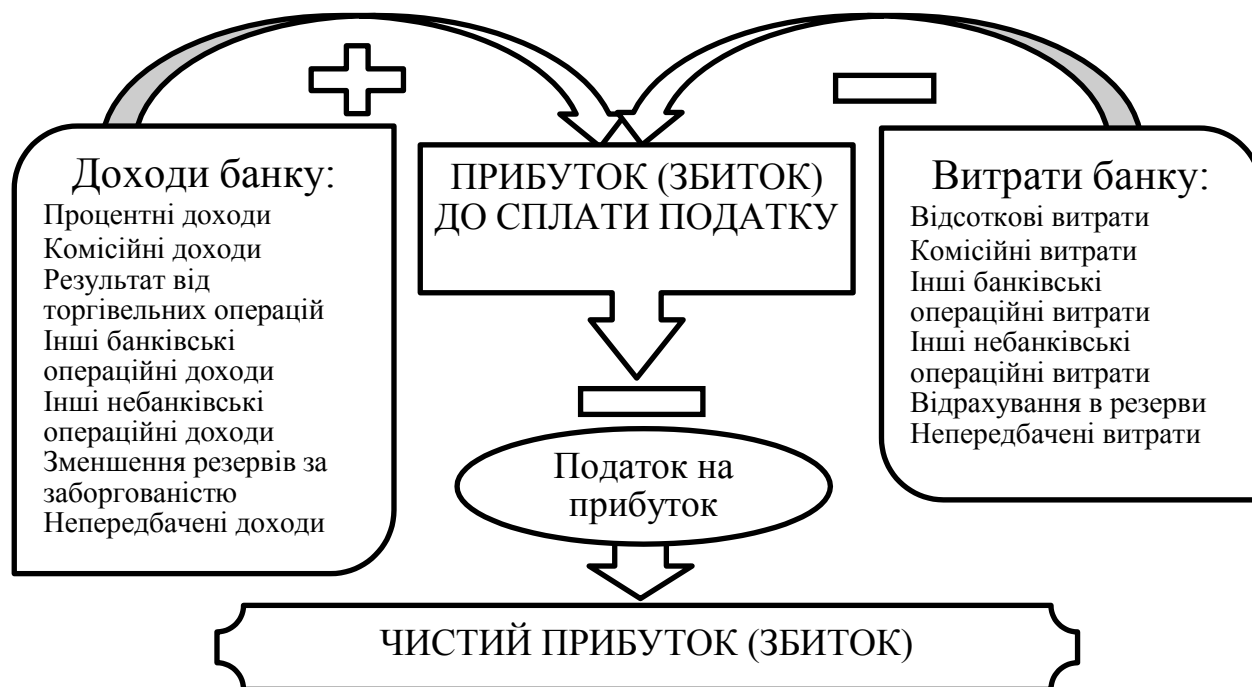 Доходи банку:
Процентні доходи
Комісійні доходи
Результат від
торгівельних операцій
Інші банківські
операційні доходи
Інші небанківські
операційні доходи
Зменшення резервів за
заборгованістю
Непередбачені доходи
ПРИБУТОК (ЗБИТОК)
ДО СПЛАТИ ПОДАТКУ
Витрати банку:
Відсоткові витрати
Комісійні витрати
Інші банківські
операційні витрати
Інші небанківські
операційні витрати
Відрахування в резерви
Непередбачені витрати
Податок на
прибуток
ЧИСТИЙ ПРИБУТОК (ЗБИТОК)